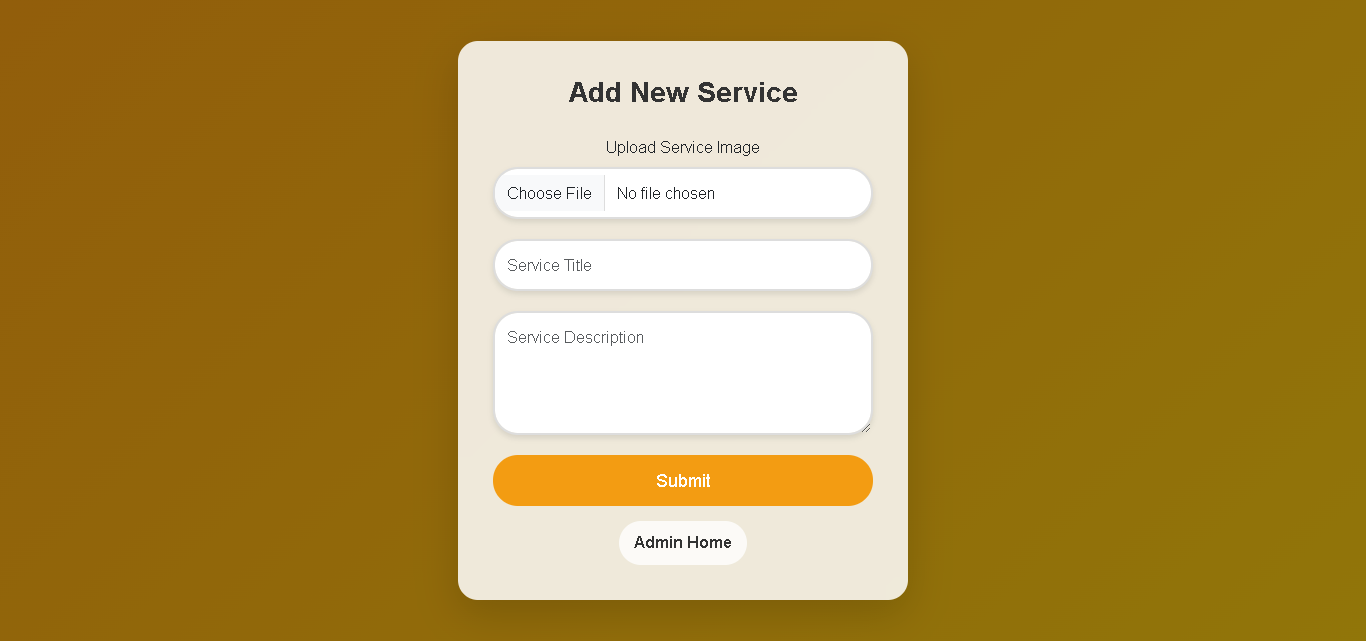 Add New Service
Upload Service Image
Choose File No file chosen
Service Title
Service Description
Submit
Admin Home